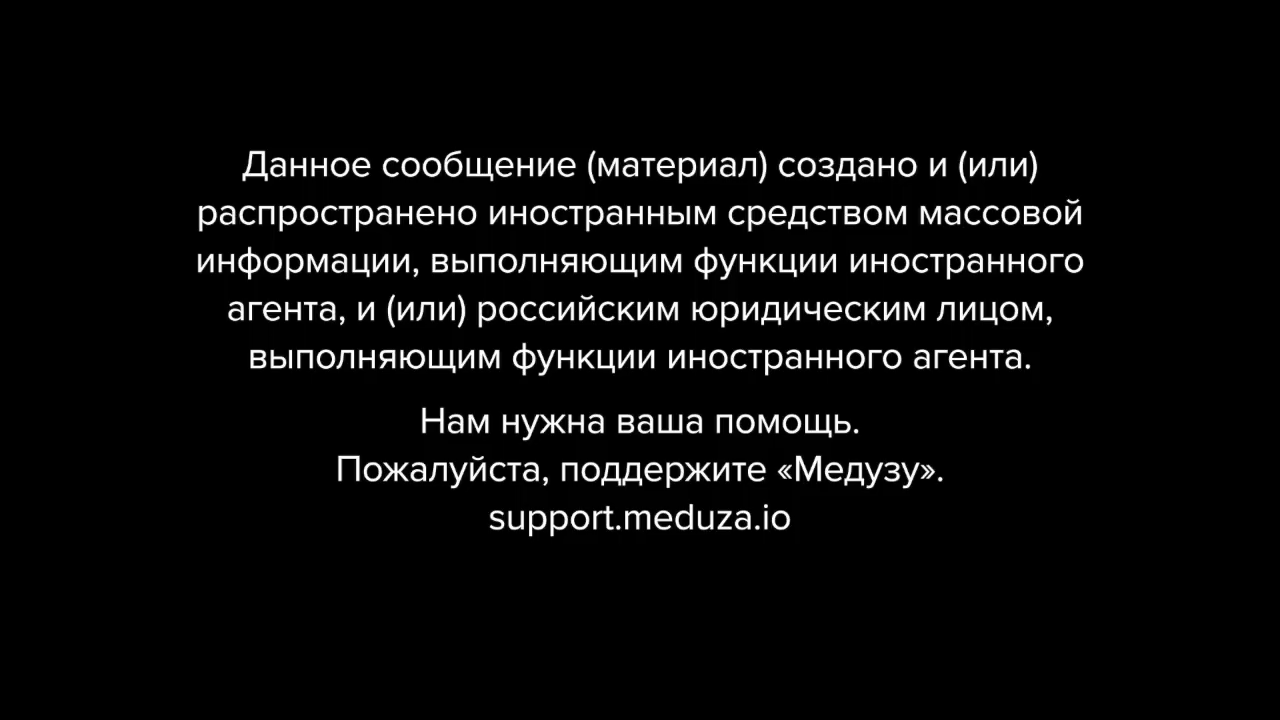 Данное сообщение (материал) создано и (или)
распространено иностранным средством массовой
информации, выполняющим функции иностранного
агента, и (или) российским юридическим лицом,
выполняющим функции иностранного агента.
Нам нужна ваша помощь.
Пожалуйста, поддержите «Медузу».
support.meduza.io